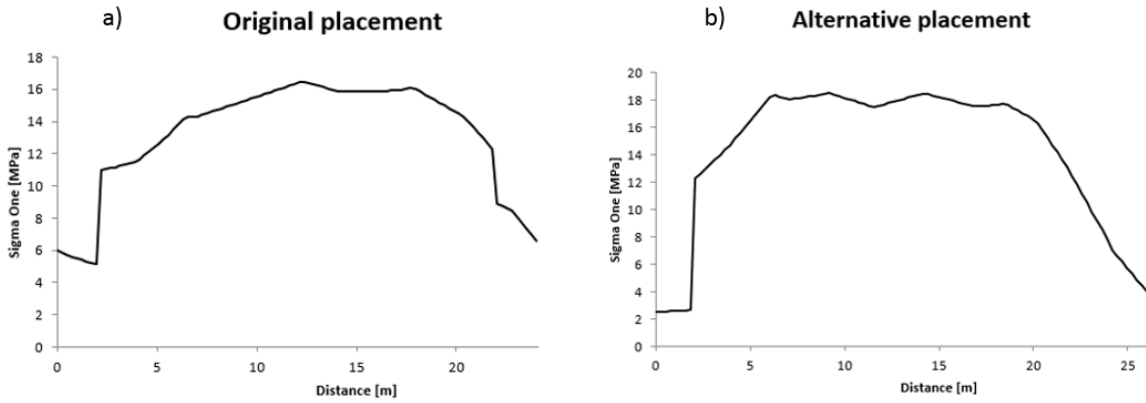 a) Original placement
18
16
14
12
10
8
6
4
2
0
Sigma One [MPa]
0 5 10 15 20
Distance [m]
b) Alternative placement
20
18
16
14
12
10
8
6
4
2
0
Sigma One [MPa]
0 5 10 15 20 25
Distance [m]